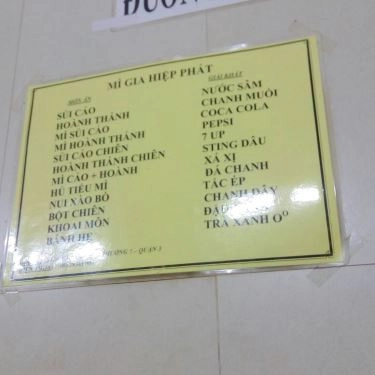 ĐƯỜN
MÌ GIA HIỆP PHÁT
MÓN ĂN
SỦI CẢO
HOÀNH THÁNH
MÌ SỦI CẢO
MÌ HOÀNH THÁNH
SỦI CẢO CHIÊN
HOÀNH THÁNH CHIÊN
MÌ CẢO + HOÀNH
HỦ TIẾU MÌ
NUI XÀO BÒ
BỘT CHIÊN
KHOAI MÔN
BÁNH HẸ
GIẢI KHÁT
NƯỚC SÂM
CHANH MUỐI
COCA COLA
PEPSI
7 UP
STING DÂU
XÁ XỊ
ĐÁ CHANH
TẮC ÉP
CHANH DÂY
TRÀ XANH O°
PHƯỜNG 7 - QUẬN 3